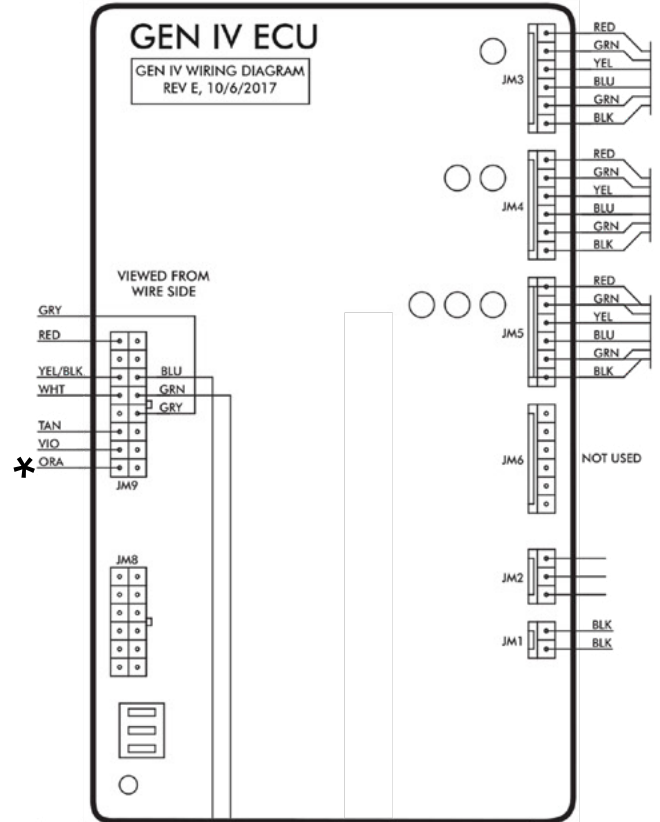 GEN IV ECU
GEN IV WIRING DIAGRAM
REV E, 10/6/2017
RED
GRN
YEL
BLU
GRN
BLK
JM3
RED
GRN
YEL
BLU
GRN
BLK
JM4
RED
GRN
YEL
BLU
GRN
BLK
JM5
JM6
NOT USED
JM2
JM1
BLK
BLK
VIEWED FROM
WIRE SIDE
GRY
RED
YEL/BLK
WHT
TAN
VIO
* ORA
BLU
GRN
GRY
JM9
JM8